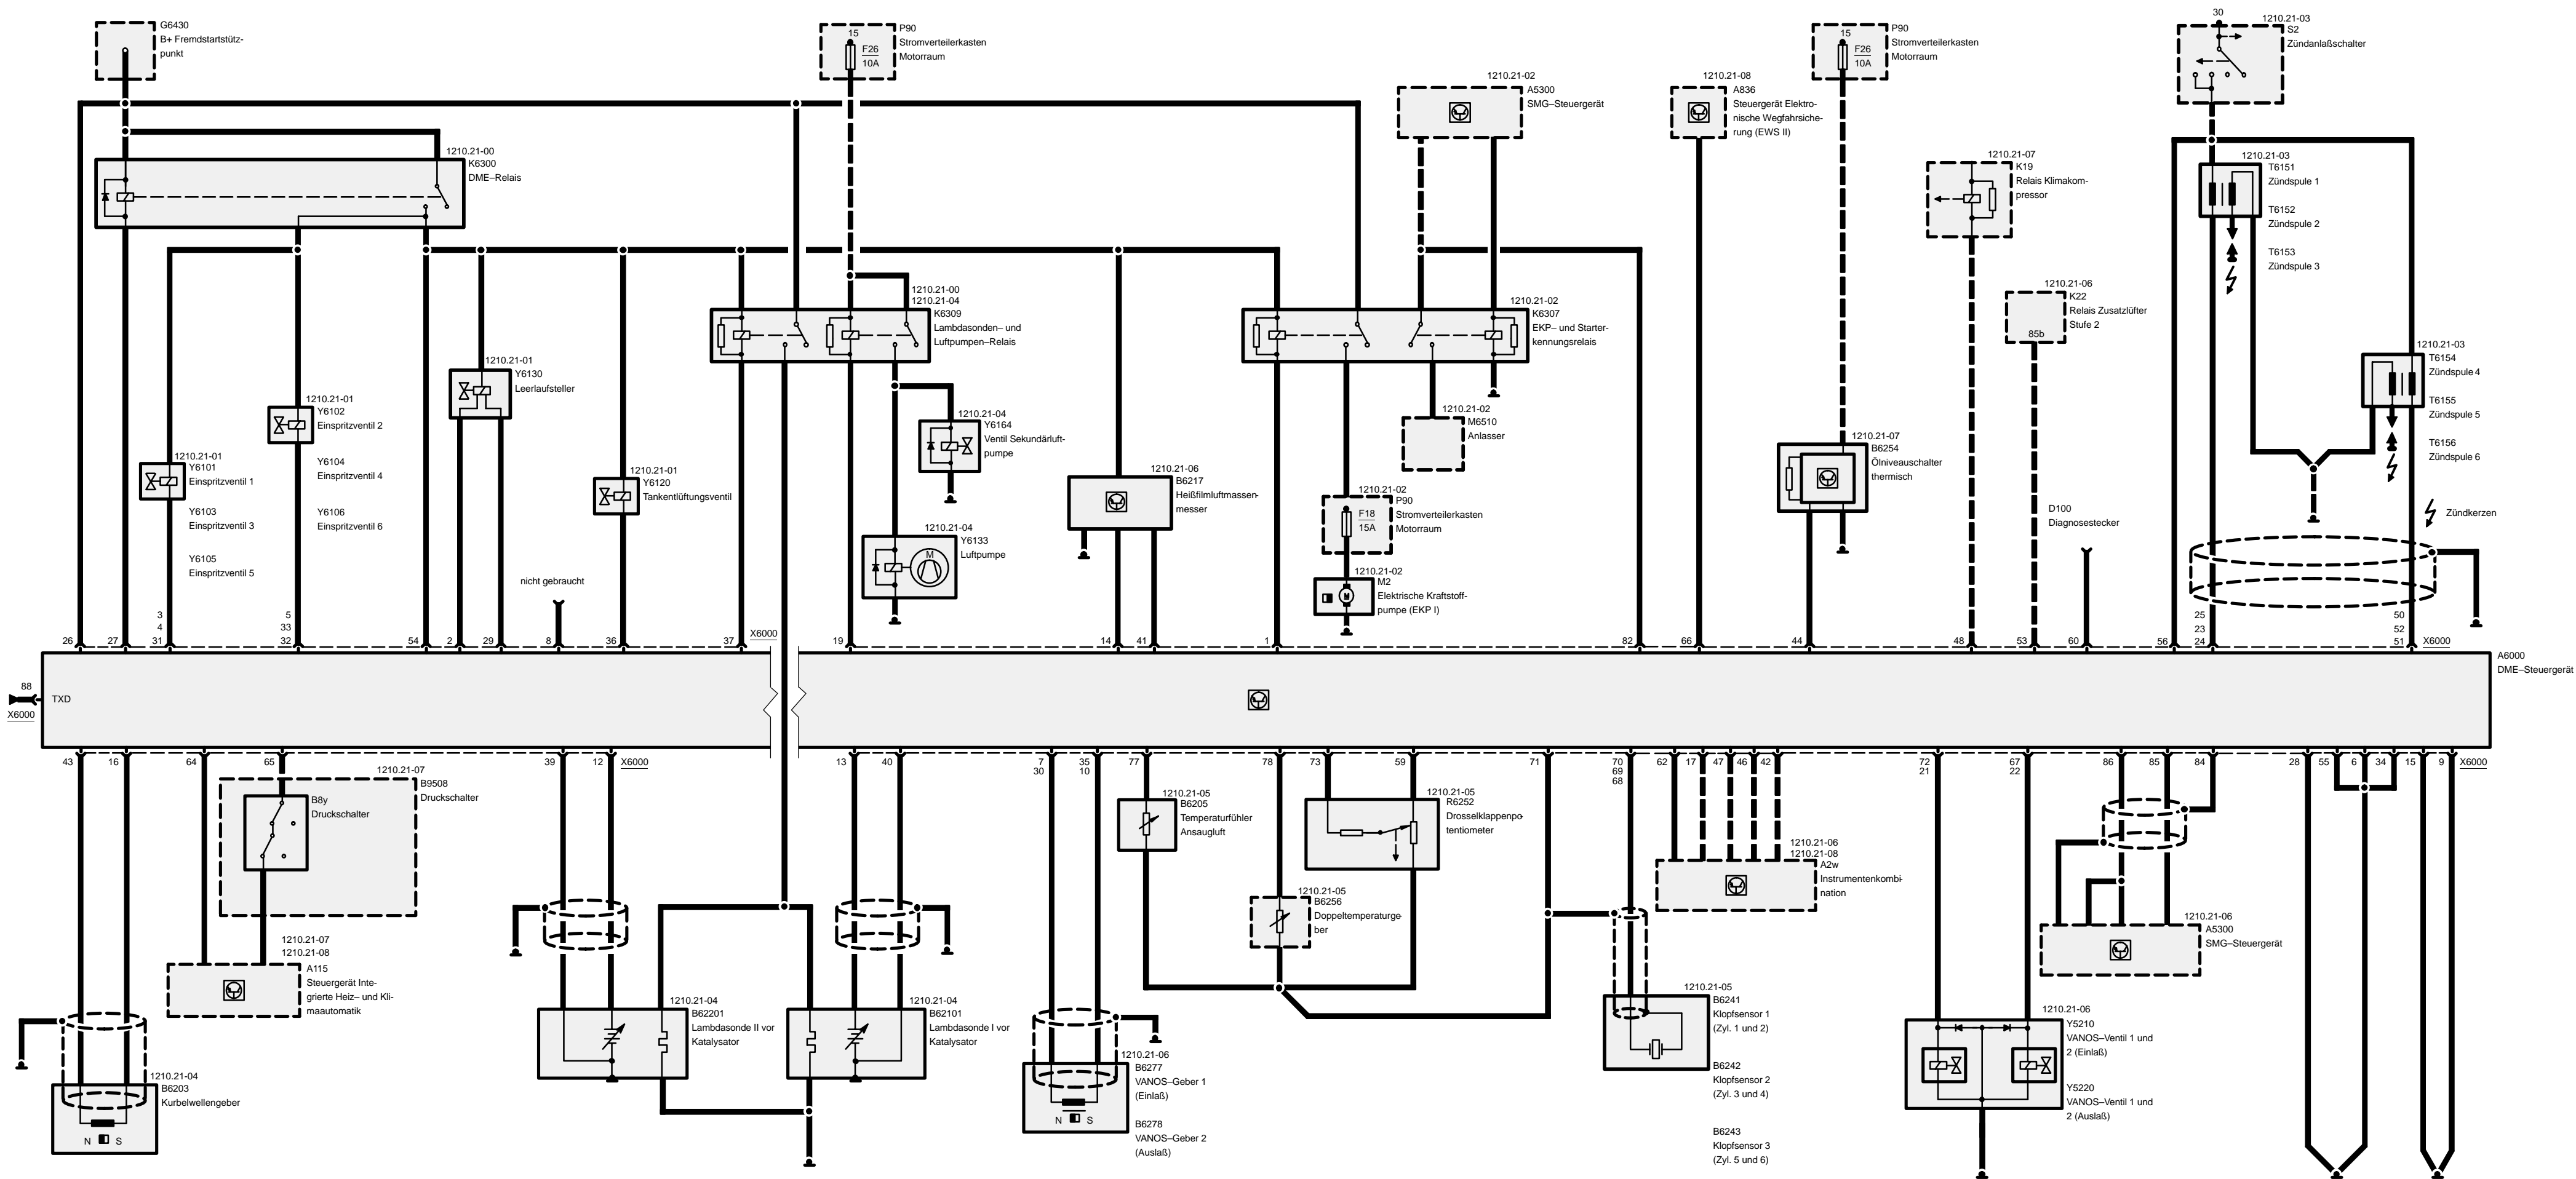 G6430
B+ Fremdstartstütz-
punkt
P90
Stromverteilerkasten
Motorraum
15
F26
10A
1210.21-02
A5300
SMG–Steuergerät
1210.21-08
A836
Steuergerät Elektro-
nische Wegfahrsiche-
rung (EWS II)
P90
Stromverteilerkasten
Motorraum
15
F26
10A
30
1210.21-03
S2
Zündanlaßschalter
1210.21-00
K6300
DME–Relais
1210.21-07
K19
Relais Klimakom-
pressor
1210.21-03
T6151
Zündspule 1
T6152
Zündspule 2
T6153
Zündspule 3
1210.21-00
1210.21-04
K6309
Lambdasonden– und
Luftpumpen–Relais
1210.21-02
K6307
EKP– und Starter-
kennungsrelais
1210.21-06
K22
Relais Zusatzlüfter
Stufe 2
85b
1210.21-03
T6154
Zündspule 4
T6155
Zündspule 5
T6156
Zündspule 6
1210.21-01
Y6130
Leerlaufsteller
1210.21-01
Y6102
Einspritzventil 2
Y6104
Einspritzventil 4
Y6106
Einspritzventil 6
1210.21-01
Y6101
Einspritzventil 1
Y6103
Einspritzventil 3
Y6105
Einspritzventil 5
1210.21-01
Y6120
Tankentlüftungsventil
1210.21-04
Y6164
Ventil Sekundärluft-
pumpe
1210.21-04
Y6133
Luftpumpe
M
1210.21-06
B6217
Heißfilmluftmassen-
messer
1210.21-02
M6510
Anlasser
1210.21-02
P90
Stromverteilerkasten
Motorraum
F18
15A
1210.21-02
M2
Elektrische Kraftstoff-
pumpe (EKP I)
M
1210.21-07
B6254
Ölniveauschalter
thermisch
D100
Diagnosestecker
Zündkerzen
nicht gebraucht
26
27
3
4
31
5
33
32
54
2
29
8
36
37
X6000
19
14
41
1
82
66
44
48
53
60
56
25
23
24
50
52
51
X6000
A6000
DME–Steuergerät
88
X6000
TXD
43
16
64
65
39
12
X6000
13
40
7
30
35
10
77
78
73
59
71
70
69
68
62
17
47
46
42
72
21
67
22
86
85
84
28
55
6
34
15
9
X6000
1210.21-07
B9508
Druckschalter
B8y
Druckschalter
1210.21-07
1210.21-08
A115
Steuergerät Inte-
grierte Heiz– und Kli-
maautomatik
1210.21-04
B6203
Kurbelwellengeber
N
S
1210.21-04
B62201
Lambdasonde II vor
Katalysator
1210.21-04
B62101
Lambdasonde I vor
Katalysator
1210.21-06
B6277
VANOS–Geber 1
(Einlaß)
B6278
VANOS–Geber 2
(Auslaß)
N
S
1210.21-05
B6205
Temperaturfühler
Ansaugluft
1210.21-05
B6256
Doppeltemperaturge-
ber
1210.21-05
R6252
Drosselklappenpo-
tentiometer
1210.21-05
B6241
Klopfsensor 1
(Zyl. 1 und 2)
B6242
Klopfsensor 2
(Zyl. 3 und 4)
B6243
Klopfsensor 3
(Zyl. 5 und 6)
1210.21-06
1210.21-08
A2w
Instrumentenkombi-
nation
1210.21-06
Y5210
VANOS–Ventil 1 und
2 (Einlaß)
Y5220
VANOS–Ventil 1 und
2 (Auslaß)
1210.21-06
A5300
SMG–Steuergerät